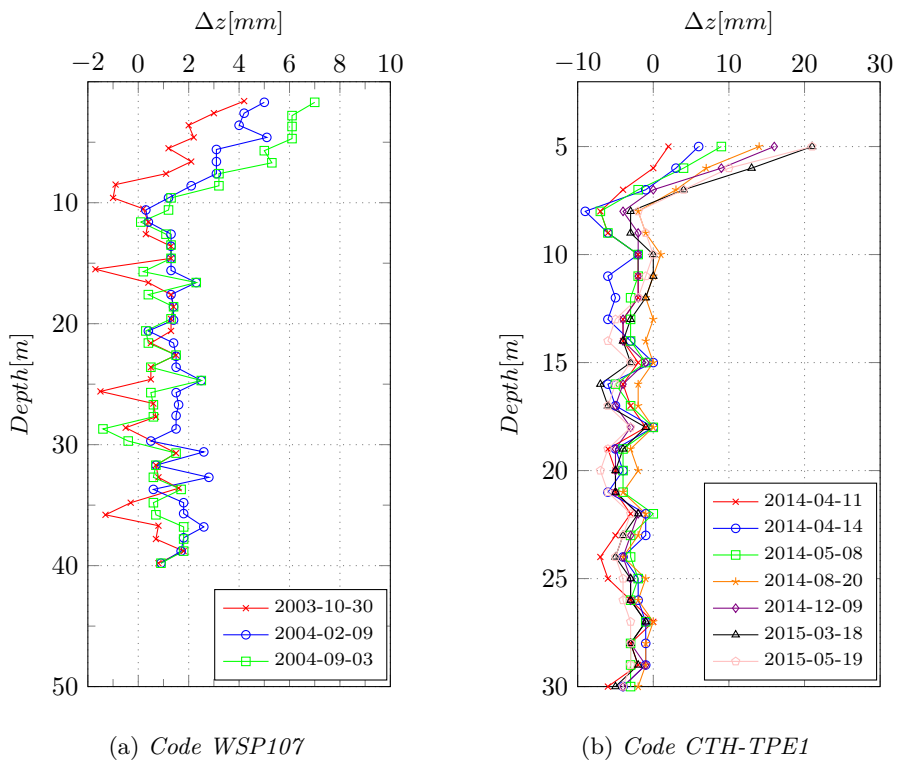 Δz[mm]
−2 0 2 4 6 8 10
10
20
30
40
50
Depth[m]
2003-10-30
2004-02-09
2004-09-03
(a) Code WSP107
Δz[mm]
−10 0 10 20 30
5
10
15
20
25
30
Depth[m]
2014-04-11
2014-04-14
2014-05-08
2014-08-20
2014-12-09
2015-03-18
2015-05-19
(b) Code CTH-TPE1